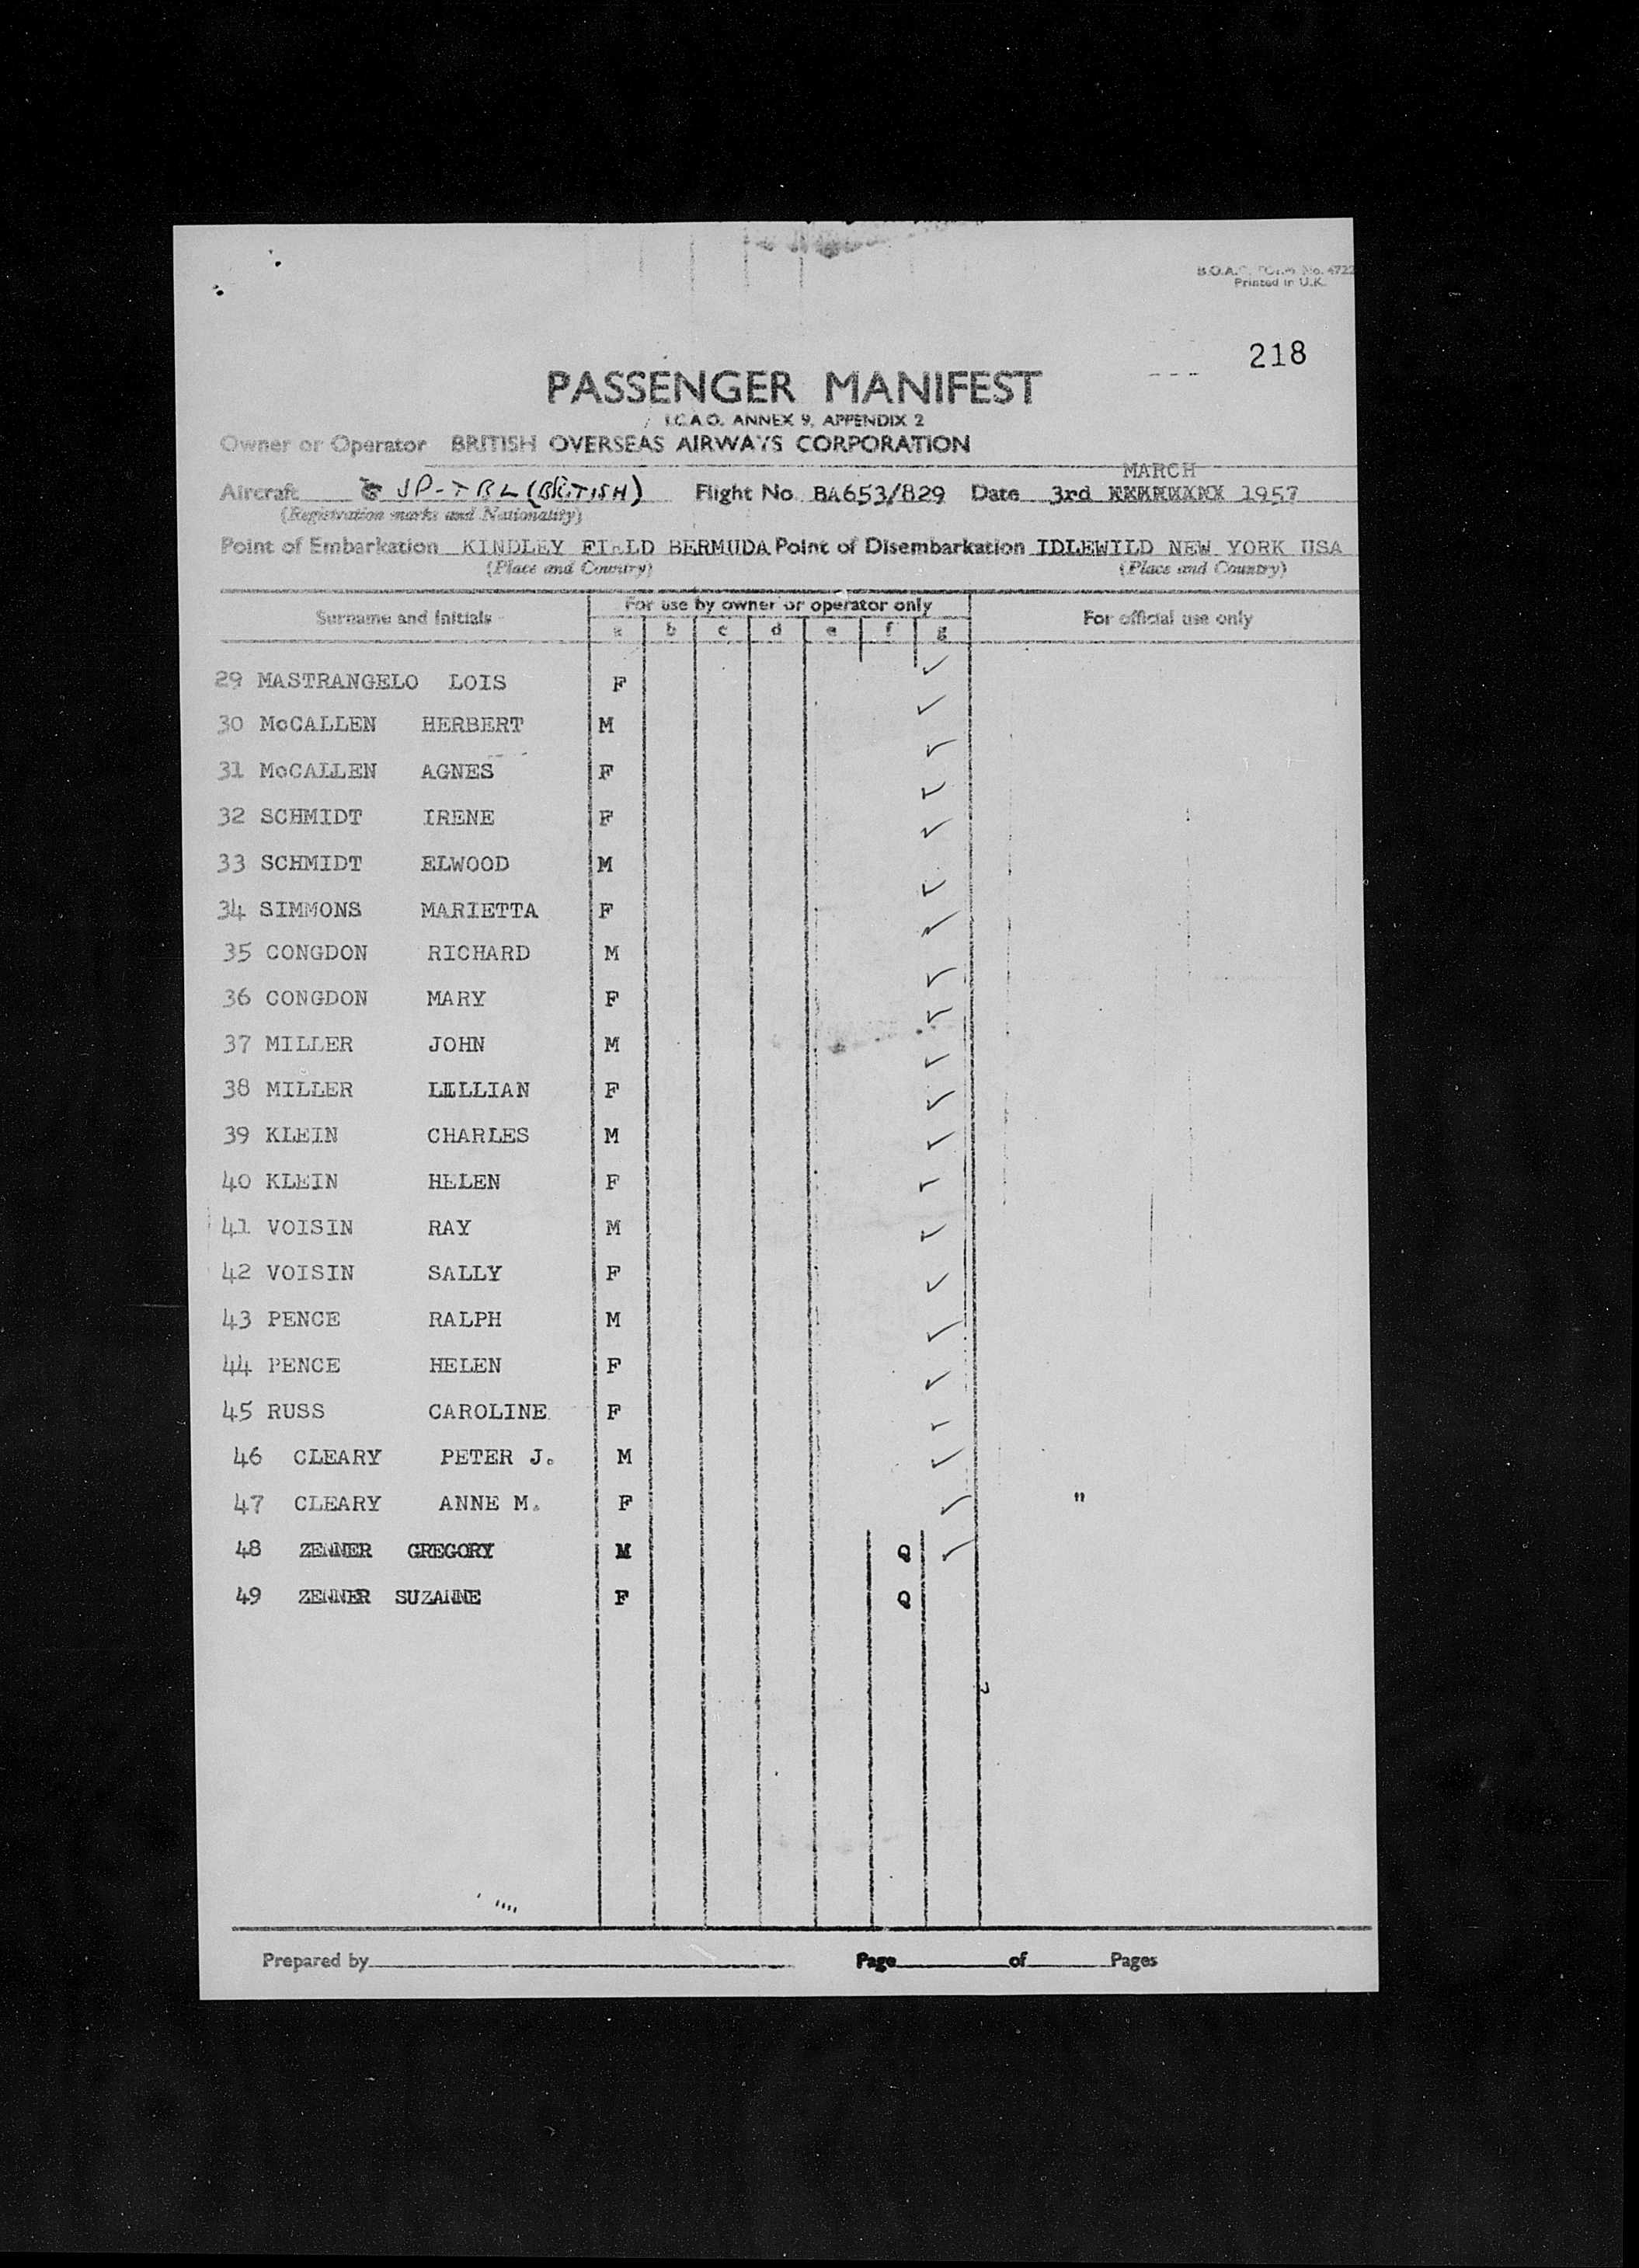 B.O.A.C. Form No. 4722
Printed in U.K.
218
PASSENGER MANIFEST
I.C.A.O. ANNEX 9, APPENDIX 2
Owner or Operator BRITISH OVERSEAS AIRWAYS CORPORATION
MARCH
Aircraft JP-TBL (BRITISH) Flight No. BA653/829 Date 3rd 1957
(Registration marks and Nationality)
Point of Embarkation KINDLEY FIELD BERMUDA Point of Disembarkation IDLEWILD NEW YORK USA
(Place and Country) (Place and Country)
Surname and Initials For use by owner or operator only For official use only
a b c d e f g
29 MASTRANGELO LOIS F ✓
30 McCALLEN HERBERT M ✓
31 McCALLEN AGNES F ✓
32 SCHMIDT IRENE F ✓
33 SCHMIDT ELWOOD M ✓
34 SIMMONS MARIETTA F ✓
35 CONGDON RICHARD M ✓
36 CONGDON MARY F ✓
37 MILLER JOHN M ✓
38 MILLER LILLIAN F ✓
39 KLEIN CHARLES M ✓
40 KLEIN HELEN F ✓
41 VOISIN RAY M ✓
42 VOISIN SALLY F ✓
43 PENCE RALPH M ✓
44 PENCE HELEN F ✓
45 RUSS CAROLINE F ✓
46 CLEARY PETER J. M ✓
47 CLEARY ANNE M. F ✓ "
48 ZENNER GREGORY M Q ✓
49 ZENNER SUZANNE F Q
Prepared by Page of Pages